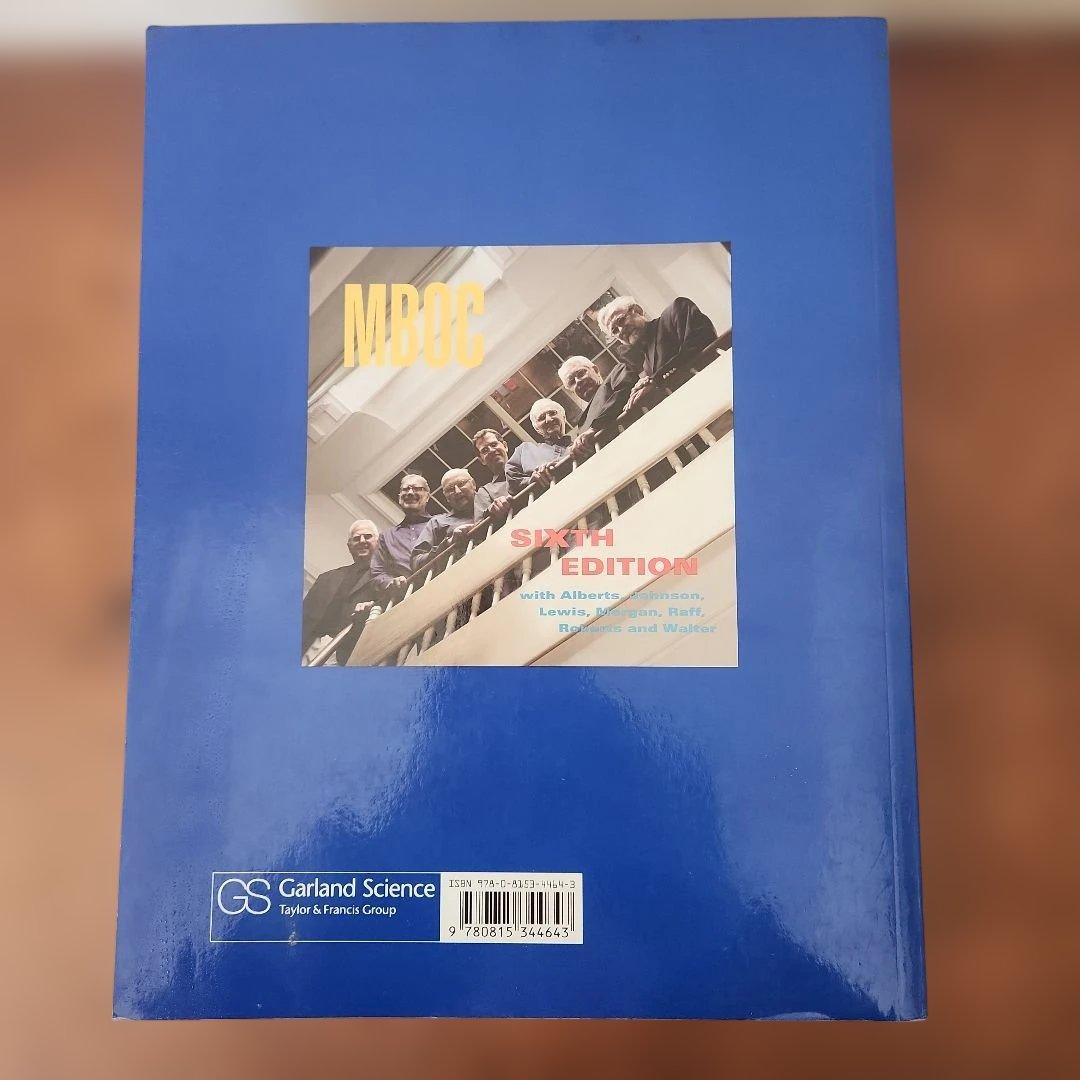 MBOC
SIXTH
EDITION
with Alberts, Johnson,
Lewis, Morgan, Raff,
Roberts and Walter
GS Garland Science
Taylor & Francis Group
ISBN 978-0-8153-4464-3
9 780815 344643